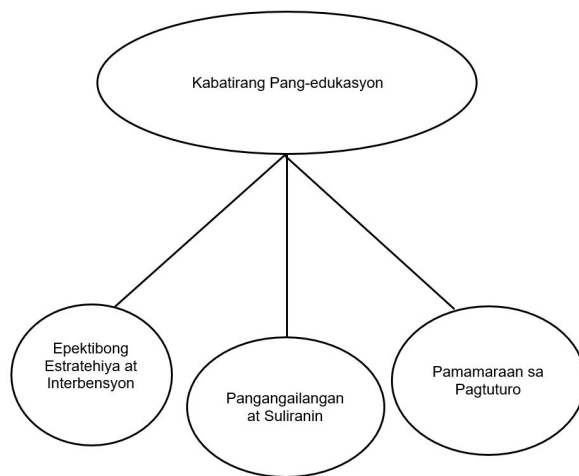 Kabatirang Pang-edukasyon
Epektibong
Estratehiya at
Interbensyon
Pangangailangan
at Suliranin
Pamamaraan sa
Pagtuturo